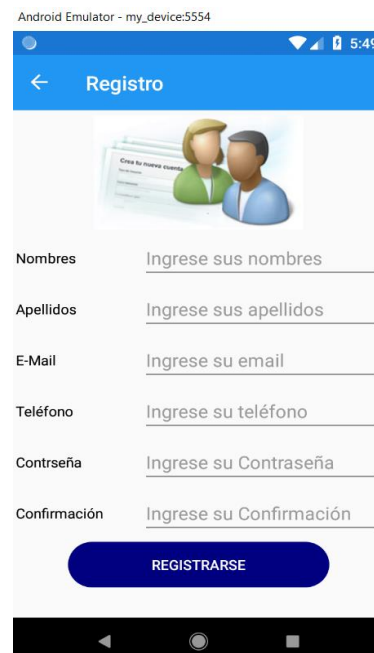 Android Emulator - my_device:5554
5:49
Registro
Crea tu nueva cuenta
Nombres Ingrese sus nombres
Apellidos Ingrese sus apellidos
E-Mail Ingrese su email
Teléfono Ingrese su teléfono
Contrseña Ingrese su Contraseña
Confirmación Ingrese su Confirmación
REGISTRARSE